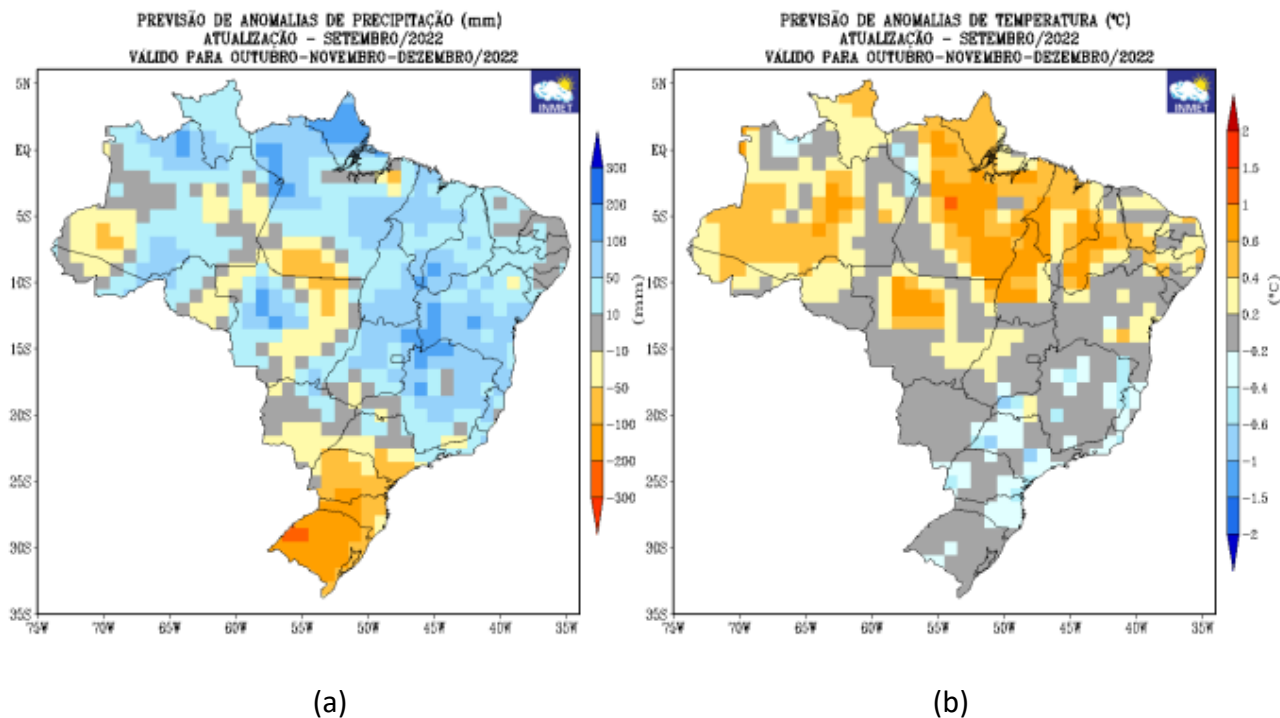 PREVISÃO DE ANOMALIAS DE PRECIPITAÇÃO (mm)
ATUALIZAÇÃO - SETEMBRO/2022
VÁLIDO PARA OUTUBRO-NOVEMBRO-DEZEMBRO/2022
INMET
5N
EQ
5S
10S
15S
20S
25S
30S
35S
75W
70W
65W
60W
55W
50W
45W
40W
35W
300
200
100
50
10
-10
-50
-100
-200
-300
(mm)
(a)
PREVISÃO DE ANOMALIAS DE TEMPERATURA (°C)
ATUALIZAÇÃO - SETEMBRO/2022
VÁLIDO PARA OUTUBRO-NOVEMBRO-DEZEMBRO/2022
INMET
5N
EQ
5S
10S
15S
20S
25S
30S
35S
75W
70W
65W
60W
55W
50W
45W
40W
35W
2
1.5
1
0.6
0.4
0.2
-0.2
-0.4
-0.6
-1
-1.5
-2
(°C)
(b)